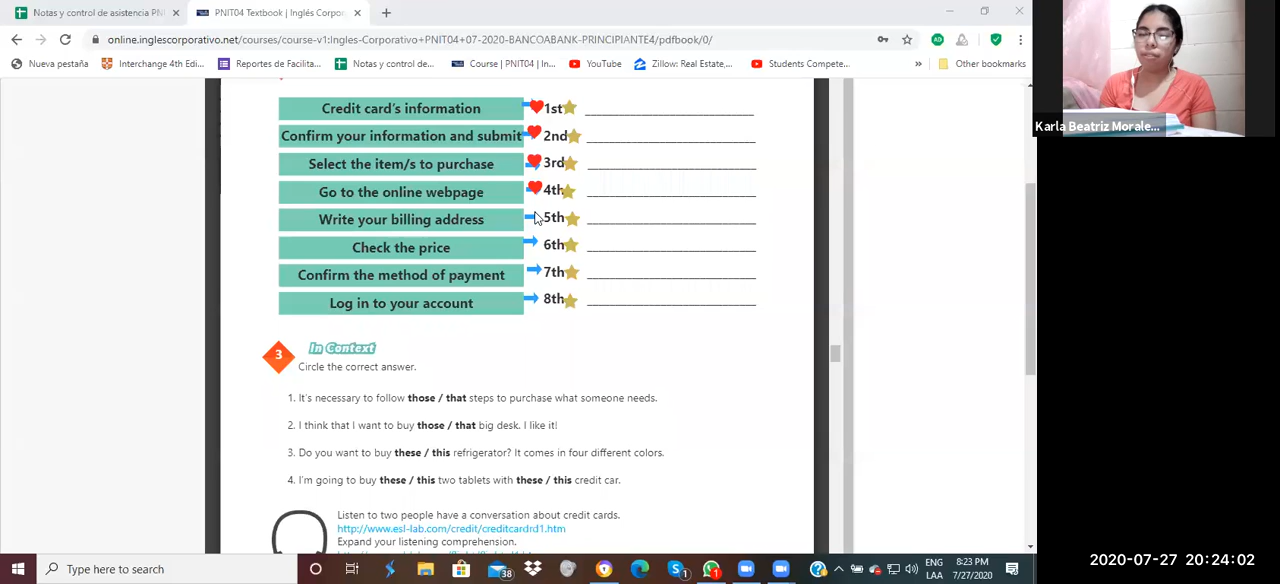 Notas y control de asistencia PNI
PNIT04 Textbook | Inglés Corpor
online.inglescorporativo.net/courses/course-v1:Ingles-Corporativo+PNIT04+07-2020-BANCOABANK-PRINCIPIANTE4/pdfbook/0/
Nueva pestaña
Interchange 4th Edi...
Reportes de Facilita...
Notas y control de...
Course | PNIT04 | In...
YouTube
Zillow: Real Estate,...
Students Compete...
»
Other bookmarks
Karla Beatriz Morale...
Credit card's information 1st
Confirm your information and submit 2nd
Select the item/s to purchase 3rd
Go to the online webpage 4th
Write your billing address 5th
Check the price 6th
Confirm the method of payment 7th
Log in to your account 8th
3 In Context
Circle the correct answer.
1. It's necessary to follow those / that steps to purchase what someone needs.
2. I think that I want to buy those / that big desk. I like it!
3. Do you want to buy these / this refrigerator? It comes in four different colors.
4. I'm going to buy these / this two tablets with these / this credit car.
Listen to two people have a conversation about credit cards.
http://www.esl-lab.com/credit/creditcardrd1.htm
Expand your listening comprehension.
Type here to search
38
1
1
ENG
LAA
8:23 PM
7/27/2020
2020-07-27 20:24:02